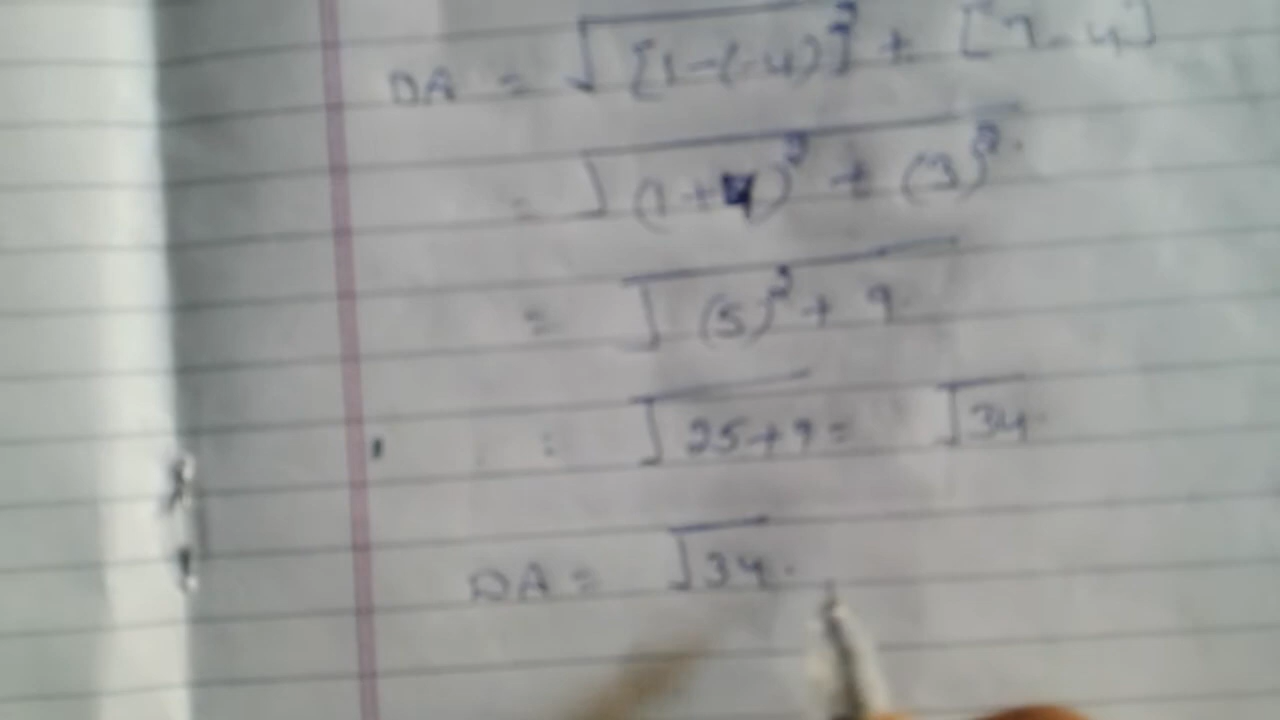 DA = √[1-(-4)]² + [7-4]
= √(1+4)² + (3)².
= √(5)² + 9.
: √25+9 = √34.
DA = √34.